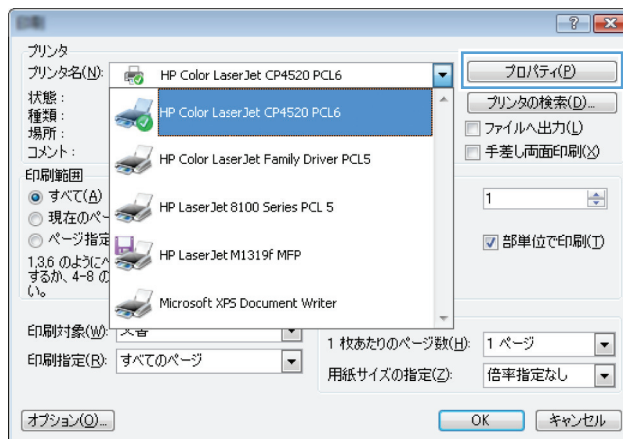 プリンタ
プリンタ名(N): HP Color LaserJet CP4520 PCL6 プロパティ(P)
状態: HP Color LaserJet CP4520 PCL6 プリンタの検索(D)...
種類:
場所: ファイルへ出力(L)
コメント: HP Color LaserJet Family Driver PCL5 手差し両面印刷(X)
印刷範囲
すべて(A) HP LaserJet 8100 Series PCL 5 1
現在のペー
ページ指定 HP LaserJet M1319f MFP 部単位で印刷(T)
1,3,6 のようにペ
するか、4-8 の
い。 Microsoft XPS Document Writer
印刷対象(W):
1 枚あたりのページ数(H): 1 ページ
印刷指定(R): すべてのページ
用紙サイズの指定(Z): 倍率指定なし
オプション(O)... OK キャンセル